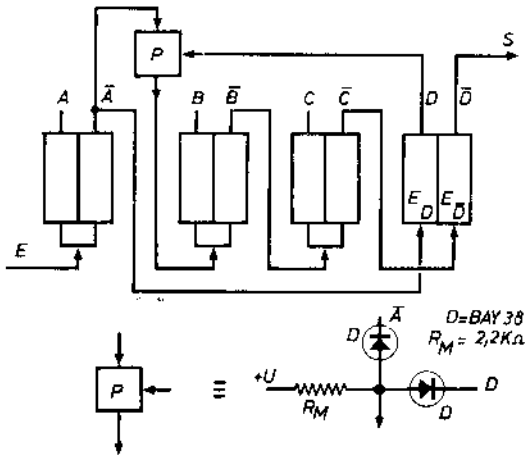 P
S
A Ā B B̄ C C̄ D D̄
E_D E_D̄
E
Ā
D D=BAY 38
R_M = 2,2KΩ
P ≡ +U R_M D
D